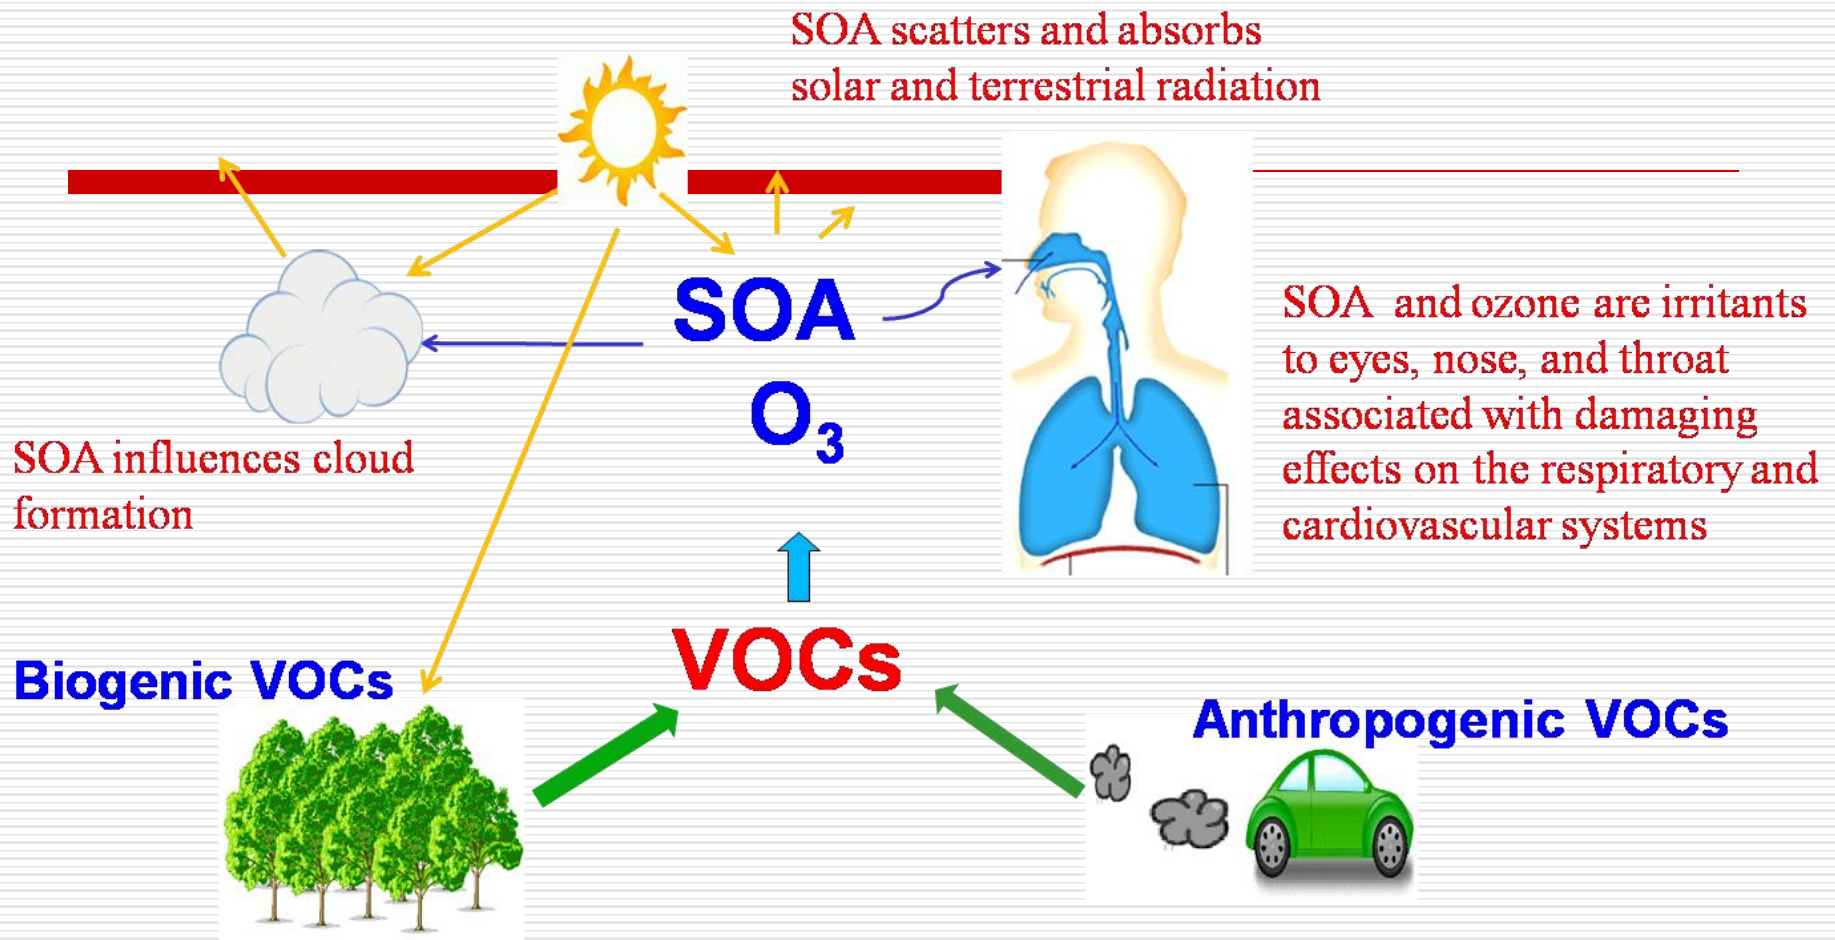 SOA scatters and absorbs
solar and terrestrial radiation
SOA
O₃
SOA and ozone are irritants
to eyes, nose, and throat
associated with damaging
effects on the respiratory and
cardiovascular systems
SOA influences cloud
formation
VOCs
Biogenic VOCs
Anthropogenic VOCs